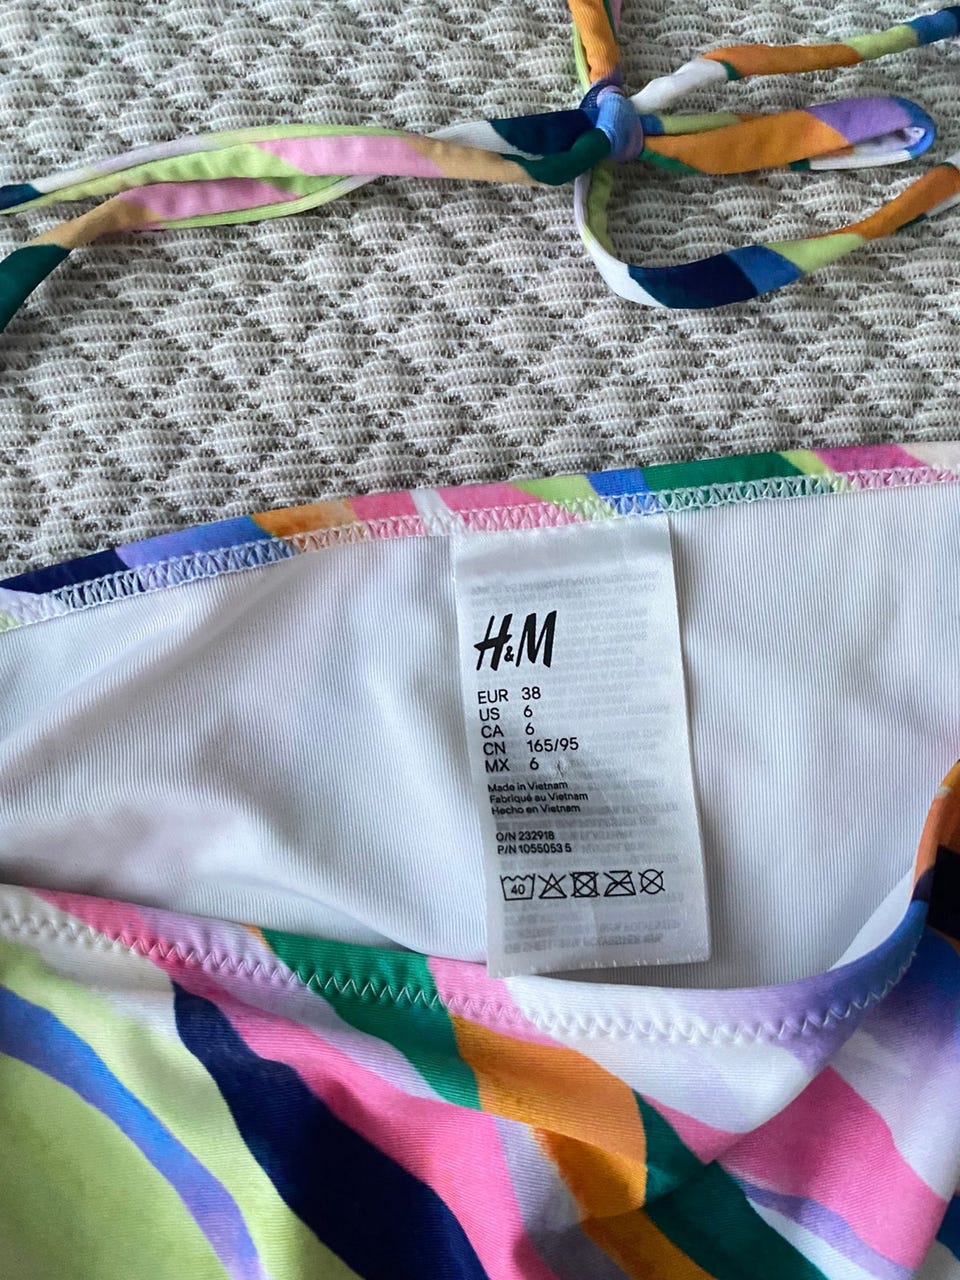 H&M
EUR 38
US 6
CA 6
CN 165/95
MX 6
Made in Vietnam
Fabriqué au Vietnam
Hecho en Vietnam
O/N 232918
P/N 1055053 5
40